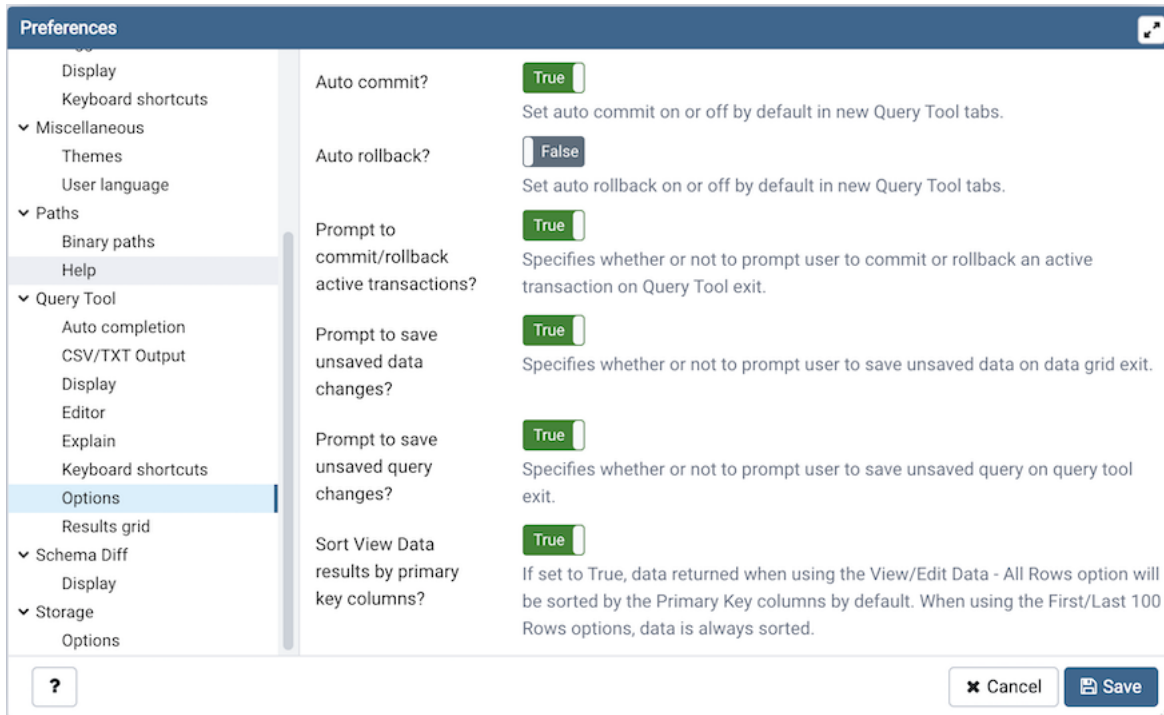 Preferences
Display
Keyboard shortcuts
Miscellaneous
Themes
User language
Paths
Binary paths
Help
Query Tool
Auto completion
CSV/TXT Output
Display
Editor
Explain
Keyboard shortcuts
Options
Results grid
Schema Diff
Display
Storage
Options
Auto commit?
True
Set auto commit on or off by default in new Query Tool tabs.
Auto rollback?
False
Set auto rollback on or off by default in new Query Tool tabs.
Prompt to
commit/rollback
active transactions?
True
Specifies whether or not to prompt user to commit or rollback an active
transaction on Query Tool exit.
Prompt to save
unsaved data
changes?
True
Specifies whether or not to prompt user to save unsaved data on data grid exit.
Prompt to save
unsaved query
changes?
True
Specifies whether or not to prompt user to save unsaved query on query tool
exit.
Sort View Data
results by primary
key columns?
True
If set to True, data returned when using the View/Edit Data - All Rows option will
be sorted by the Primary Key columns by default. When using the First/Last 100
Rows options, data is always sorted.
?
Cancel
Save